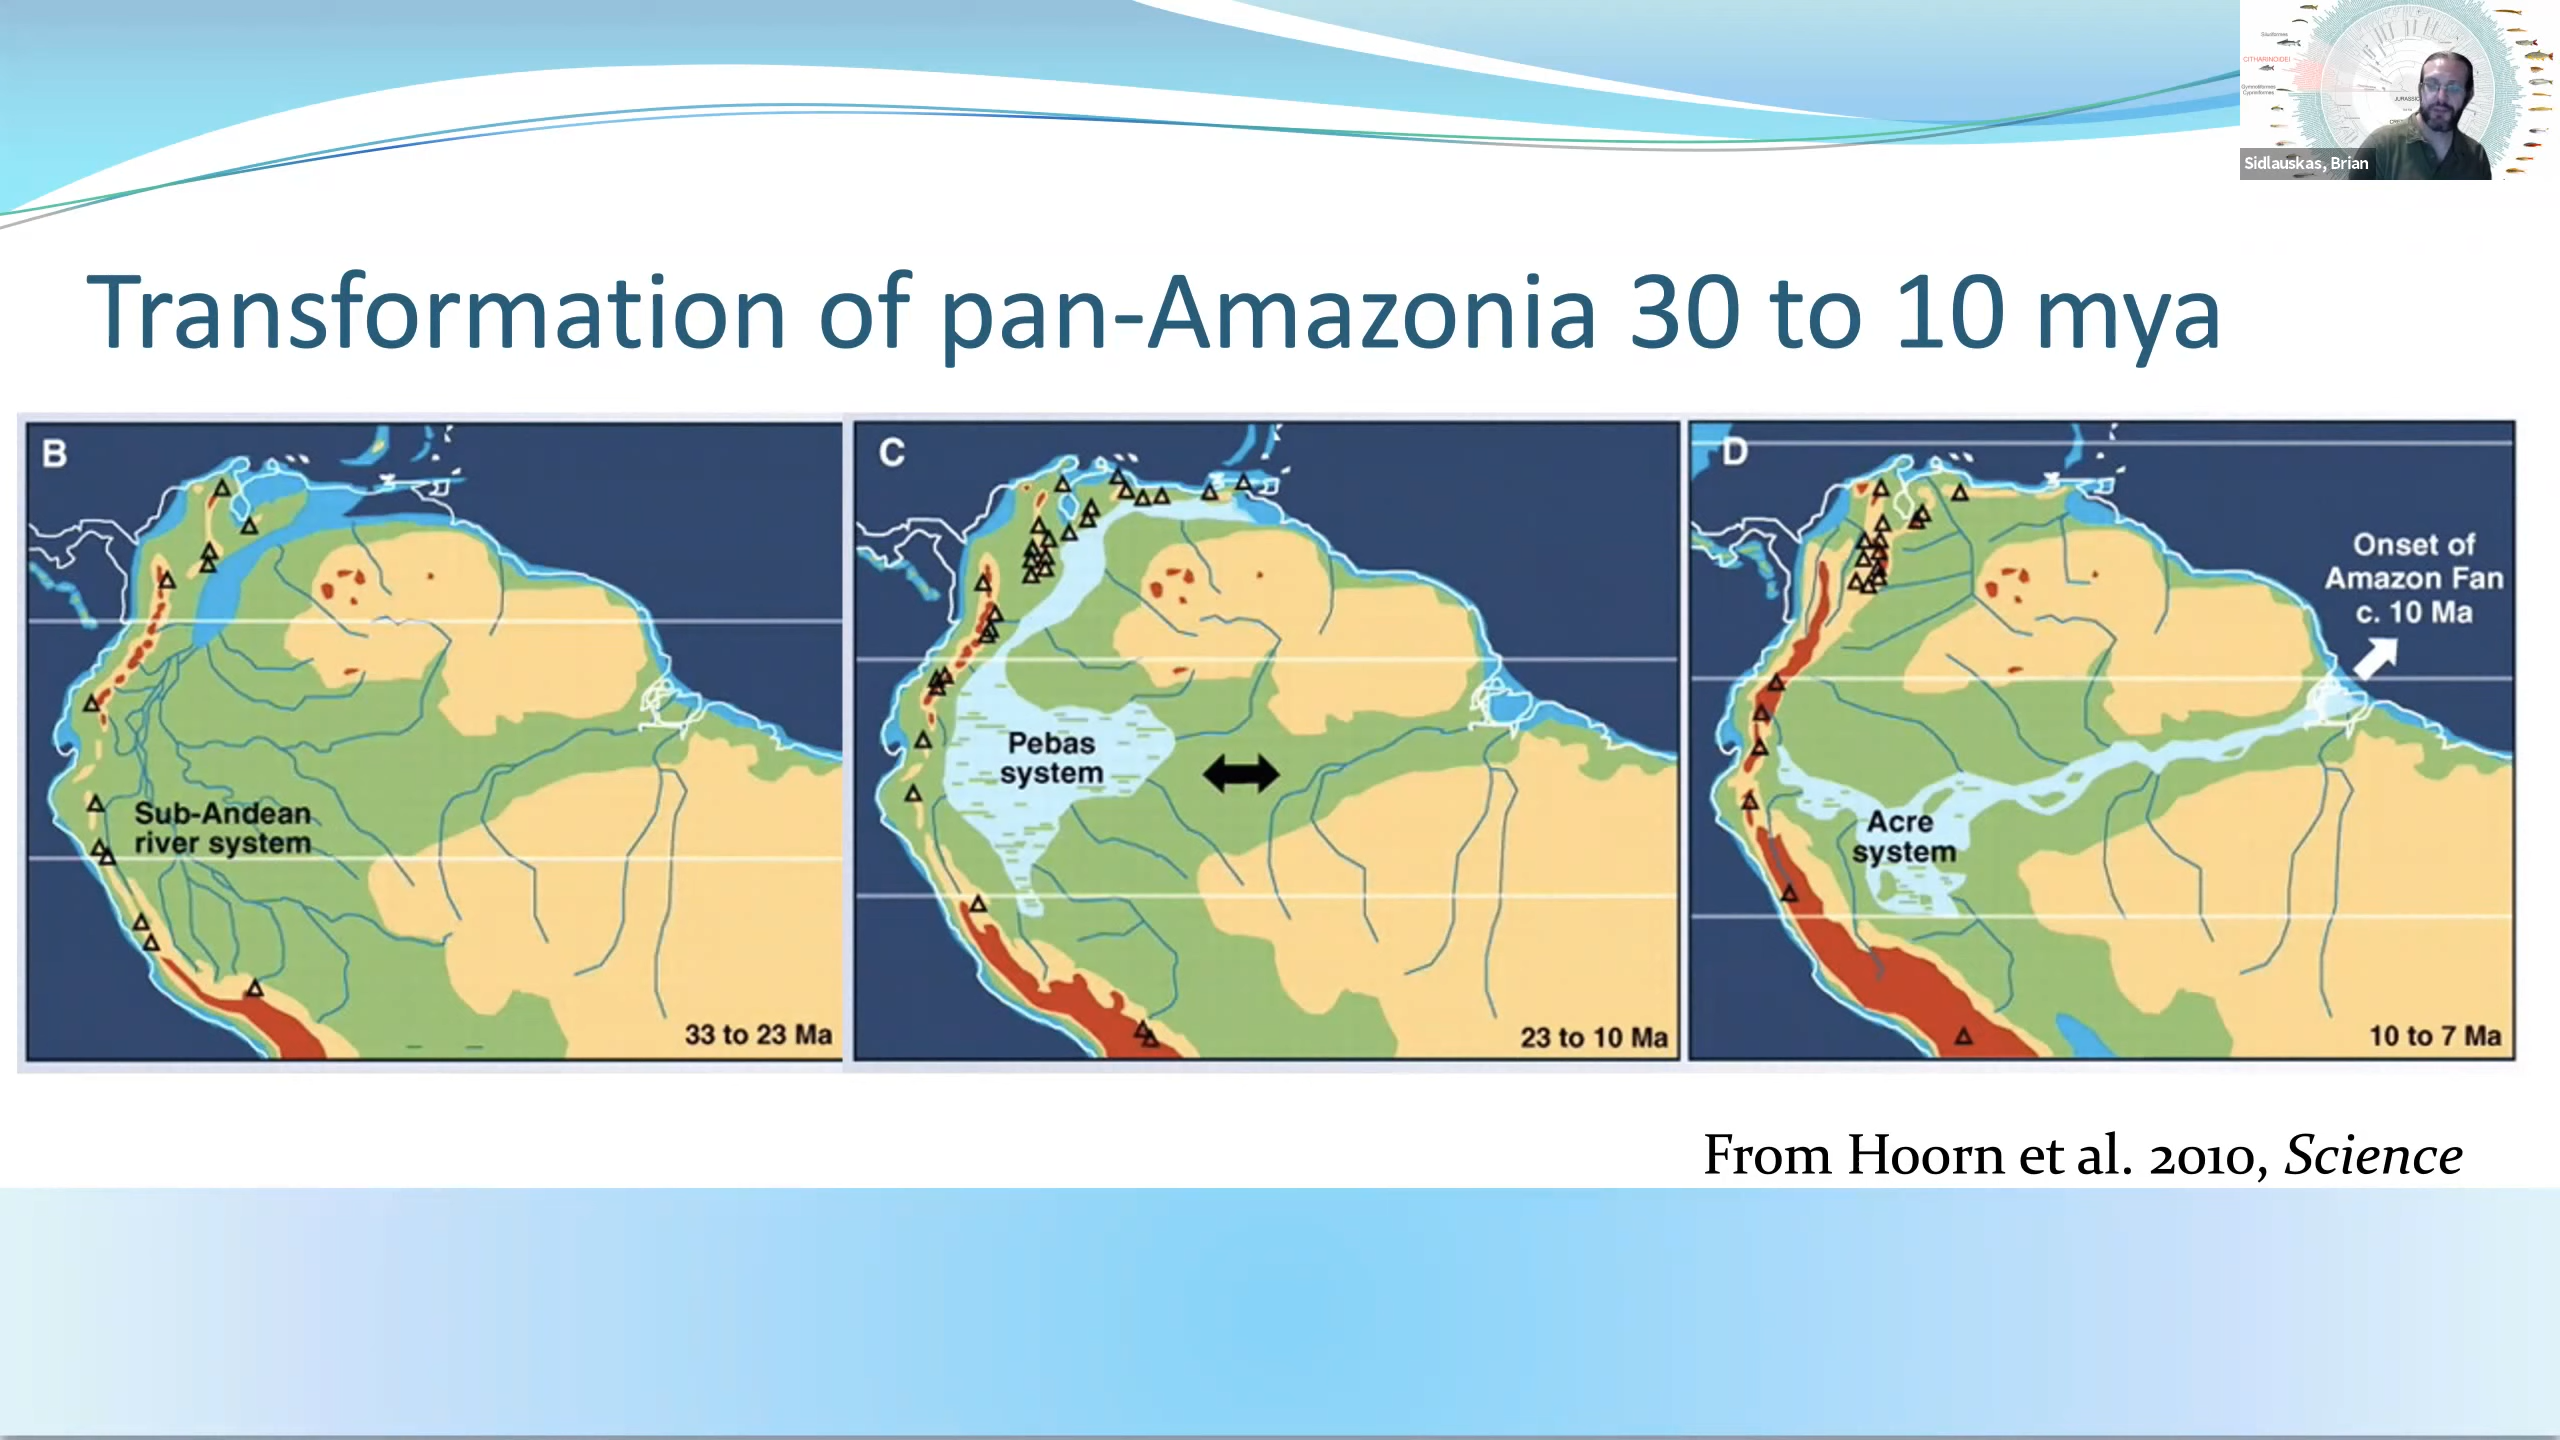 CITHARINOIDEI
Sidlauskas, Brian
Transformation of pan-Amazonia 30 to 10 mya
B
Sub-Andean
river system
33 to 23 Ma
C
Pebas
system
23 to 10 Ma
D
Onset of
Amazon Fan
c. 10 Ma
Acre
system
10 to 7 Ma
From Hoorn et al. 2010, Science